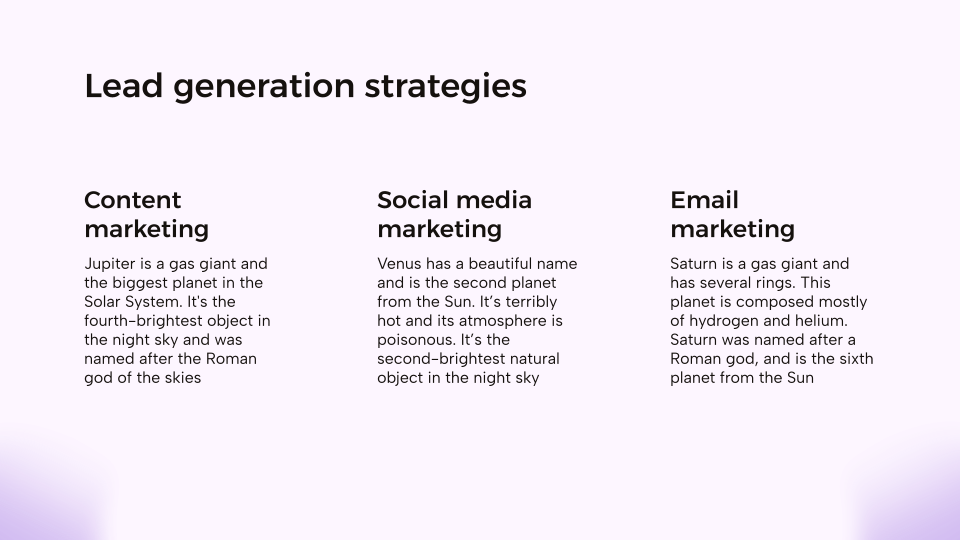 Lead generation strategies
Content
marketing
Jupiter is a gas giant and
the biggest planet in the
Solar System. It's the
fourth-brightest object in
the night sky and was
named after the Roman
god of the skies
Social media
marketing
Venus has a beautiful name
and is the second planet
from the Sun. It’s terribly
hot and its atmosphere is
poisonous. It’s the
second-brightest natural
object in the night sky
Email
marketing
Saturn is a gas giant and
has several rings. This
planet is composed mostly
of hydrogen and helium.
Saturn was named after a
Roman god, and is the sixth
planet from the Sun